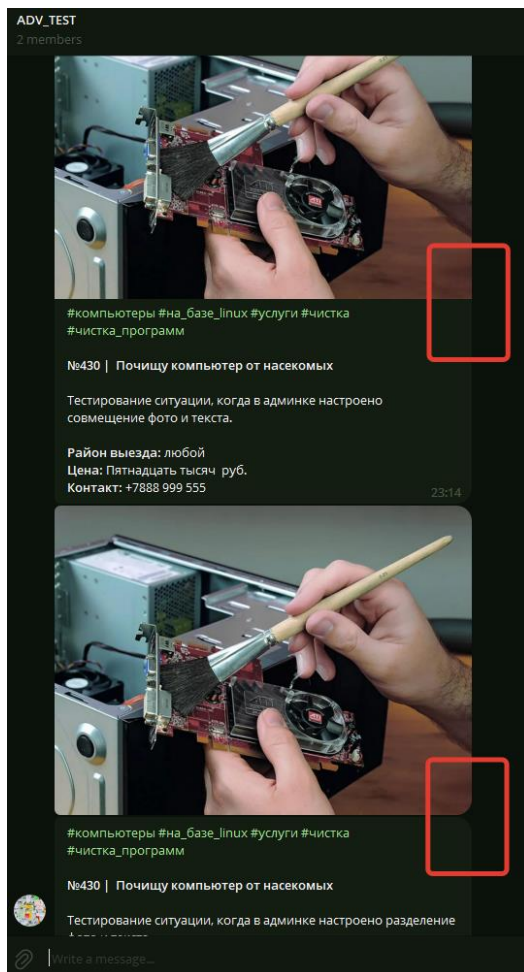 ADV_TEST
2 members
#компьютеры #на_базе_linux #услуги #чистка
#чистка_программ
№430 | Почищу компьютер от насекомых
Тестирование ситуации, когда в админке настроено
совмещение фото и текста.
Район выезда: любой
Цена: Пятнадцать тысяч руб.
Контакт: +7888 999 555
23:14
#компьютеры #на_базе_linux #услуги #чистка
#чистка_программ
№430 | Почищу компьютер от насекомых
Тестирование ситуации, когда в админке настроено разделение
Write a message...